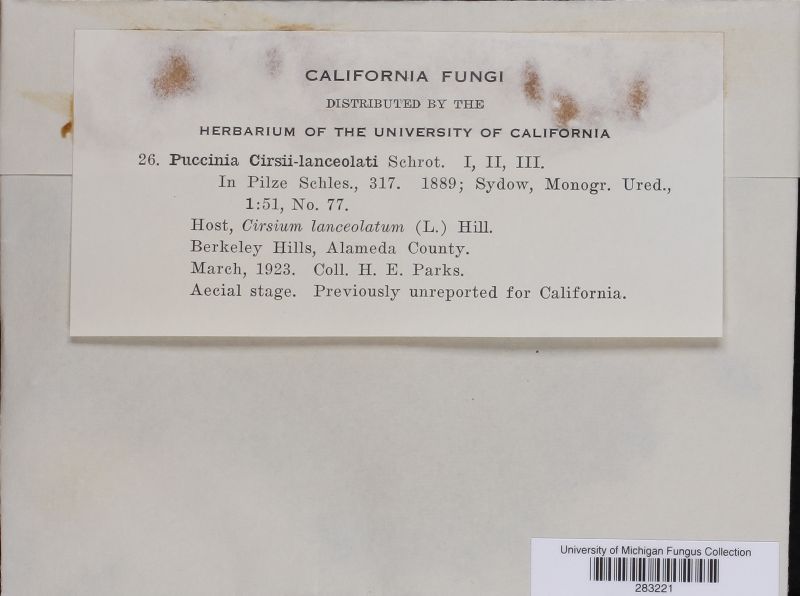 CALIFORNIA FUNGI
DISTRIBUTED BY THE
HERBARIUM OF THE UNIVERSITY OF CALIFORNIA
26. Puccinia Cirsii-lanceolati Schrot. I, II, III.
In Pilze Schles., 317. 1889; Sydow, Monogr. Ured.,
1:51, No. 77.
Host, Cirsium lanceolatum (L.) Hill.
Berkeley Hills, Alameda County.
March, 1923. Coll. H. E. Parks.
Aecial stage. Previously unreported for California.
University of Michigan Fungus Collection
283221